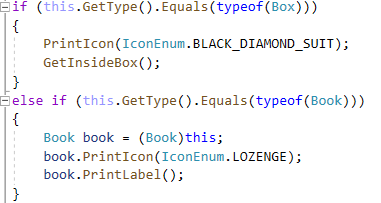 if (this.GetType().Equals(typeof(Box)))
{
    PrintIcon(IconEnum.BLACK_DIAMOND_SUIT);
    GetInsideBox();
}
else if (this.GetType().Equals(typeof(Book)))
{
    Book book = (Book)this;
    book.PrintIcon(IconEnum.LOZENGE);
    book.PrintLabel();
}